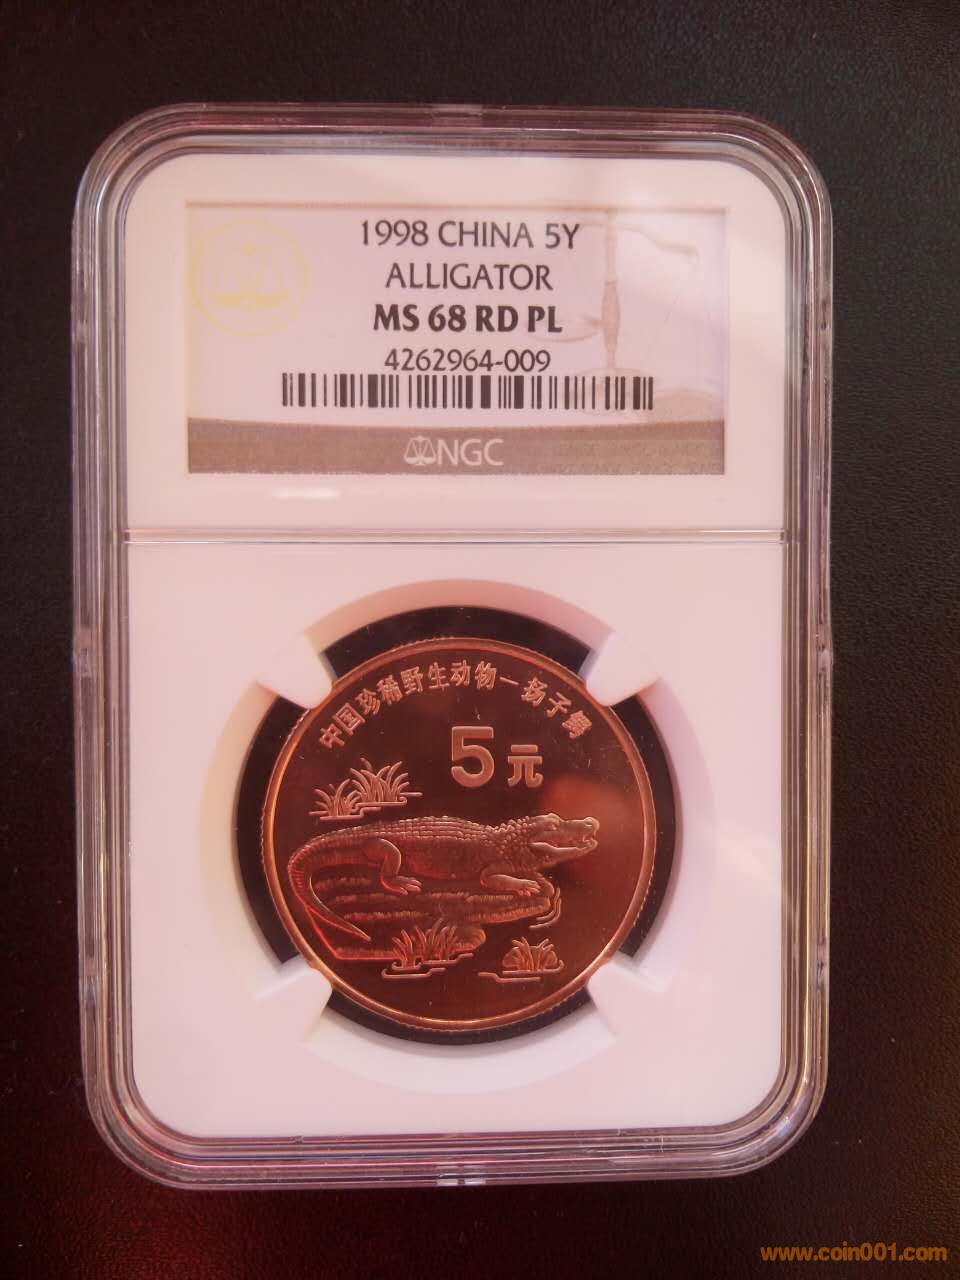 1998 CHINA 5Y
ALLIGATOR
MS 68 RD PL
4262964-009
NGC
中国珍稀野生动物—扬子鳄
5元
www.coin001.com